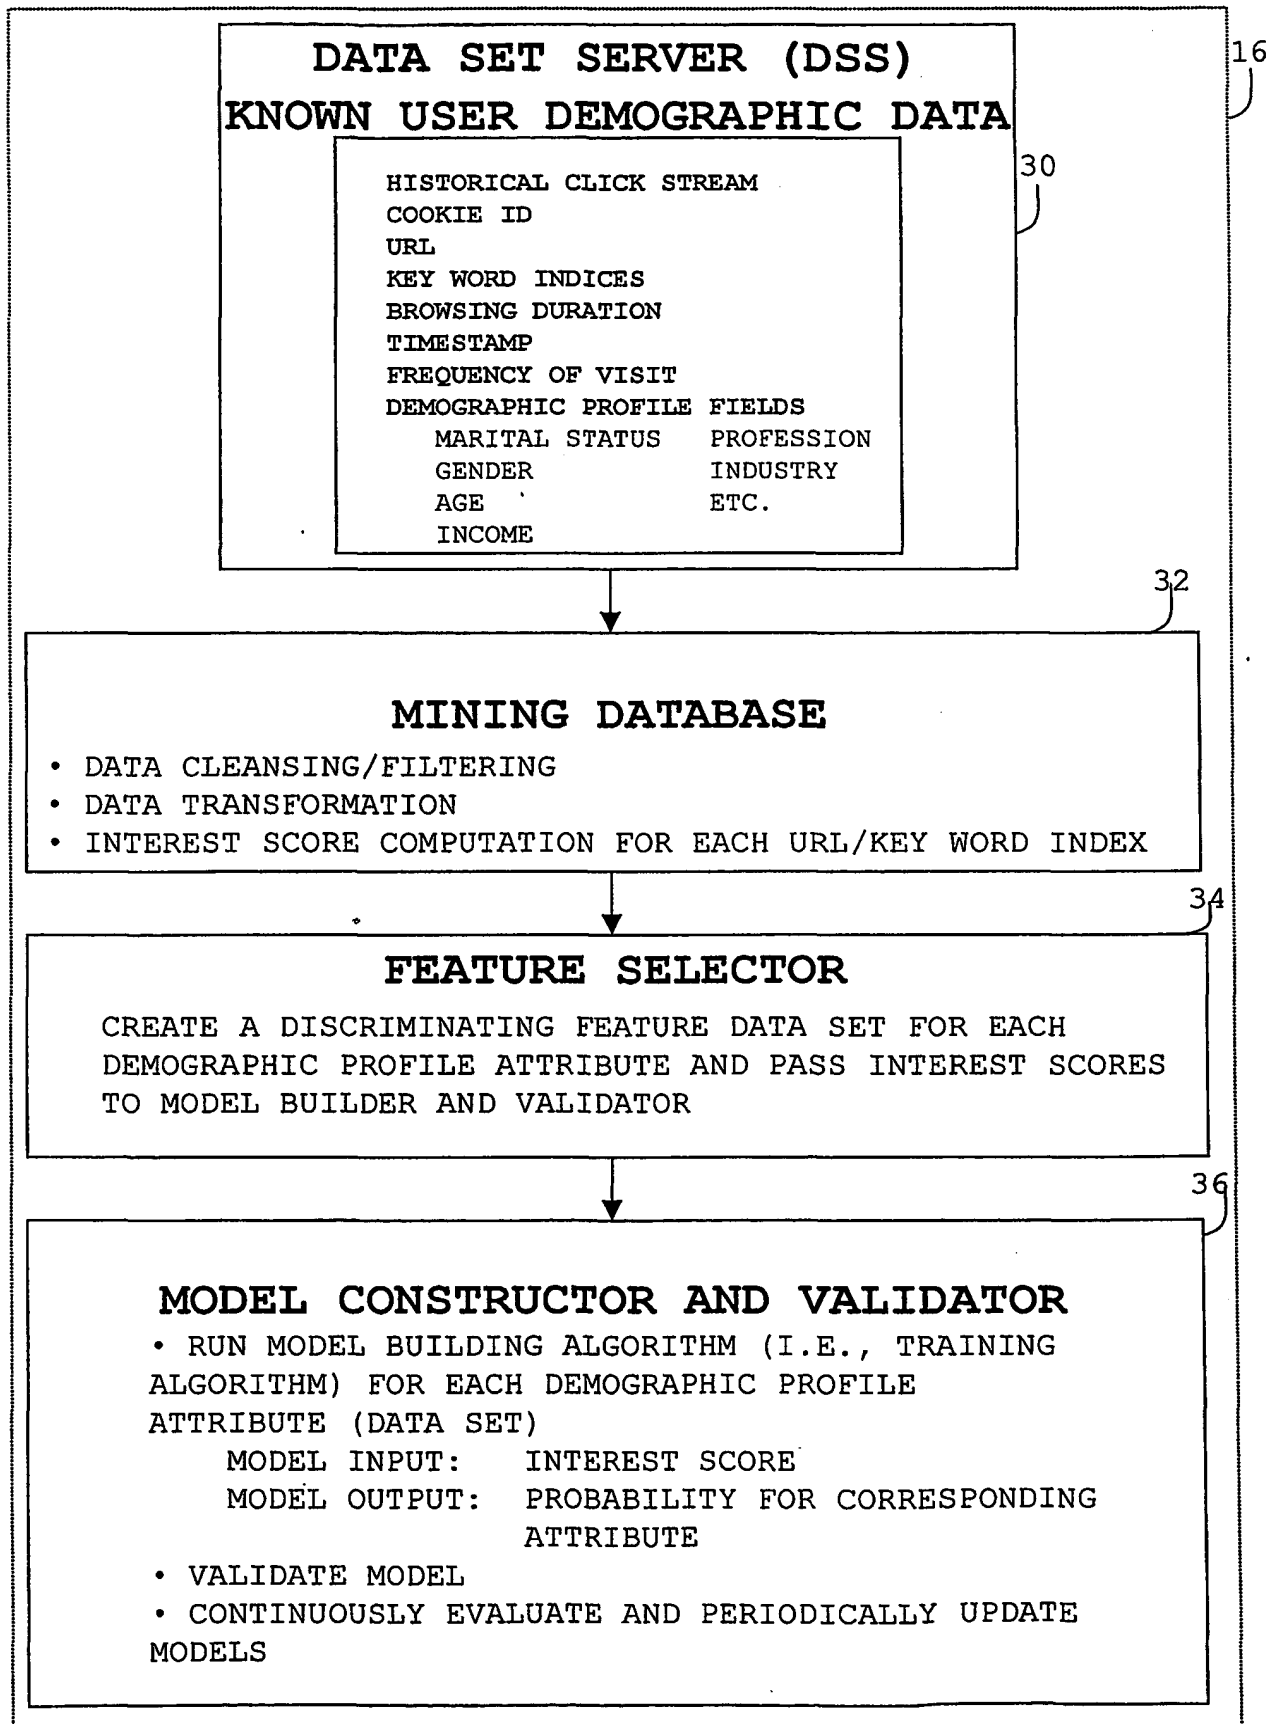 DATA SET SERVER (DSS)
16
KNOWN USER DEMOGRAPHIC DATA
30
HISTORICAL CLICK STREAM
COOKIE ID
URL
KEY WORD INDICES
BROWSING DURATION
TIMESTAMP
FREQUENCY OF VISIT
DEMOGRAPHIC PROFILE FIELDS
MARITAL STATUS PROFESSION
GENDER INDUSTRY
AGE ETC.
INCOME
32
MINING DATABASE
• DATA CLEANSING/FILTERING
• DATA TRANSFORMATION
• INTEREST SCORE COMPUTATION FOR EACH URL/KEY WORD INDEX
34
FEATURE SELECTOR
CREATE A DISCRIMINATING FEATURE DATA SET FOR EACH
DEMOGRAPHIC PROFILE ATTRIBUTE AND PASS INTEREST SCORES
TO MODEL BUILDER AND VALIDATOR
36
MODEL CONSTRUCTOR AND VALIDATOR
• RUN MODEL BUILDING ALGORITHM (I.E., TRAINING
ALGORITHM) FOR EACH DEMOGRAPHIC PROFILE
ATTRIBUTE (DATA SET)
MODEL INPUT: INTEREST SCORE
MODEL OUTPUT: PROBABILITY FOR CORRESPONDING
ATTRIBUTE
• VALIDATE MODEL
• CONTINUOUSLY EVALUATE AND PERIODICALLY UPDATE
MODELS